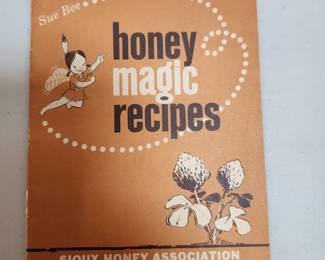 Sue Bee
honey
magic
recipes
SIOUX HONEY ASSOCIATION